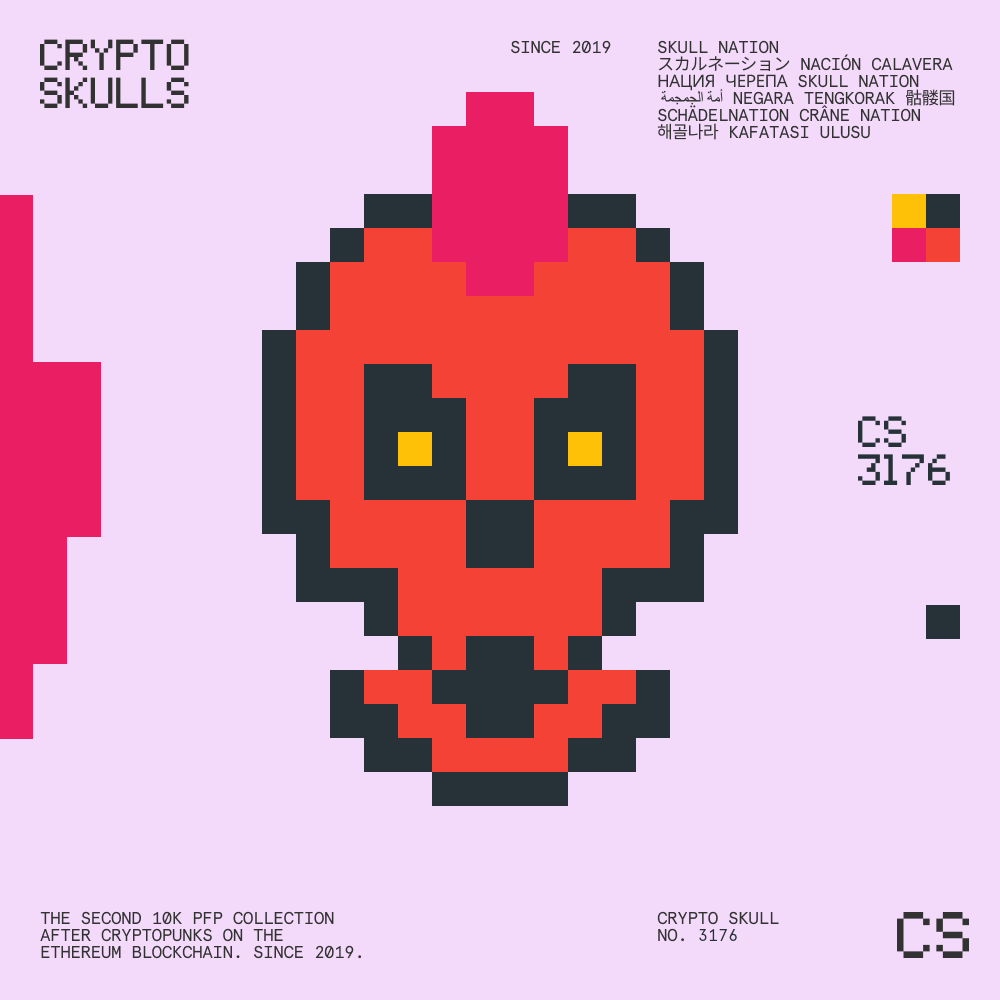 CRYPTO
SKULLS
SINCE 2019
SKULL NATION
スカルネーション NACIÓN CALAVERA
НАЦИЯ ЧЕРЕПА SKULL NATION
أمة الجمجمة NEGARA TENGKORAK 骷髅国
SCHÄDELNATION CRÂNE NATION
해골나라 KAFATASI ULUSU
CS
3176
THE SECOND 10K PFP COLLECTION
AFTER CRYPTOPUNKS ON THE
ETHEREUM BLOCKCHAIN. SINCE 2019.
CRYPTO SKULL
NO. 3176
CS